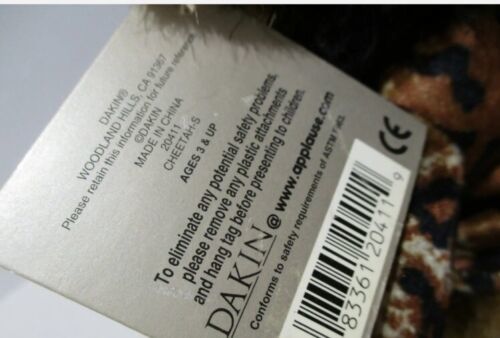 DAKIN®
WOODLAND HILLS, CA 91367
Please retain this information for future reference.
©DAKIN
MADE IN CHINA
20411
CHEETAH-S
AGES 3 & UP
To eliminate any potential safety problems,
please remove any plastic attachments
and hang tag before presenting to children.
DAKIN @ www.applause.com
Conforms to safety requirements of ASTM F963.
CE
83361 20411 9